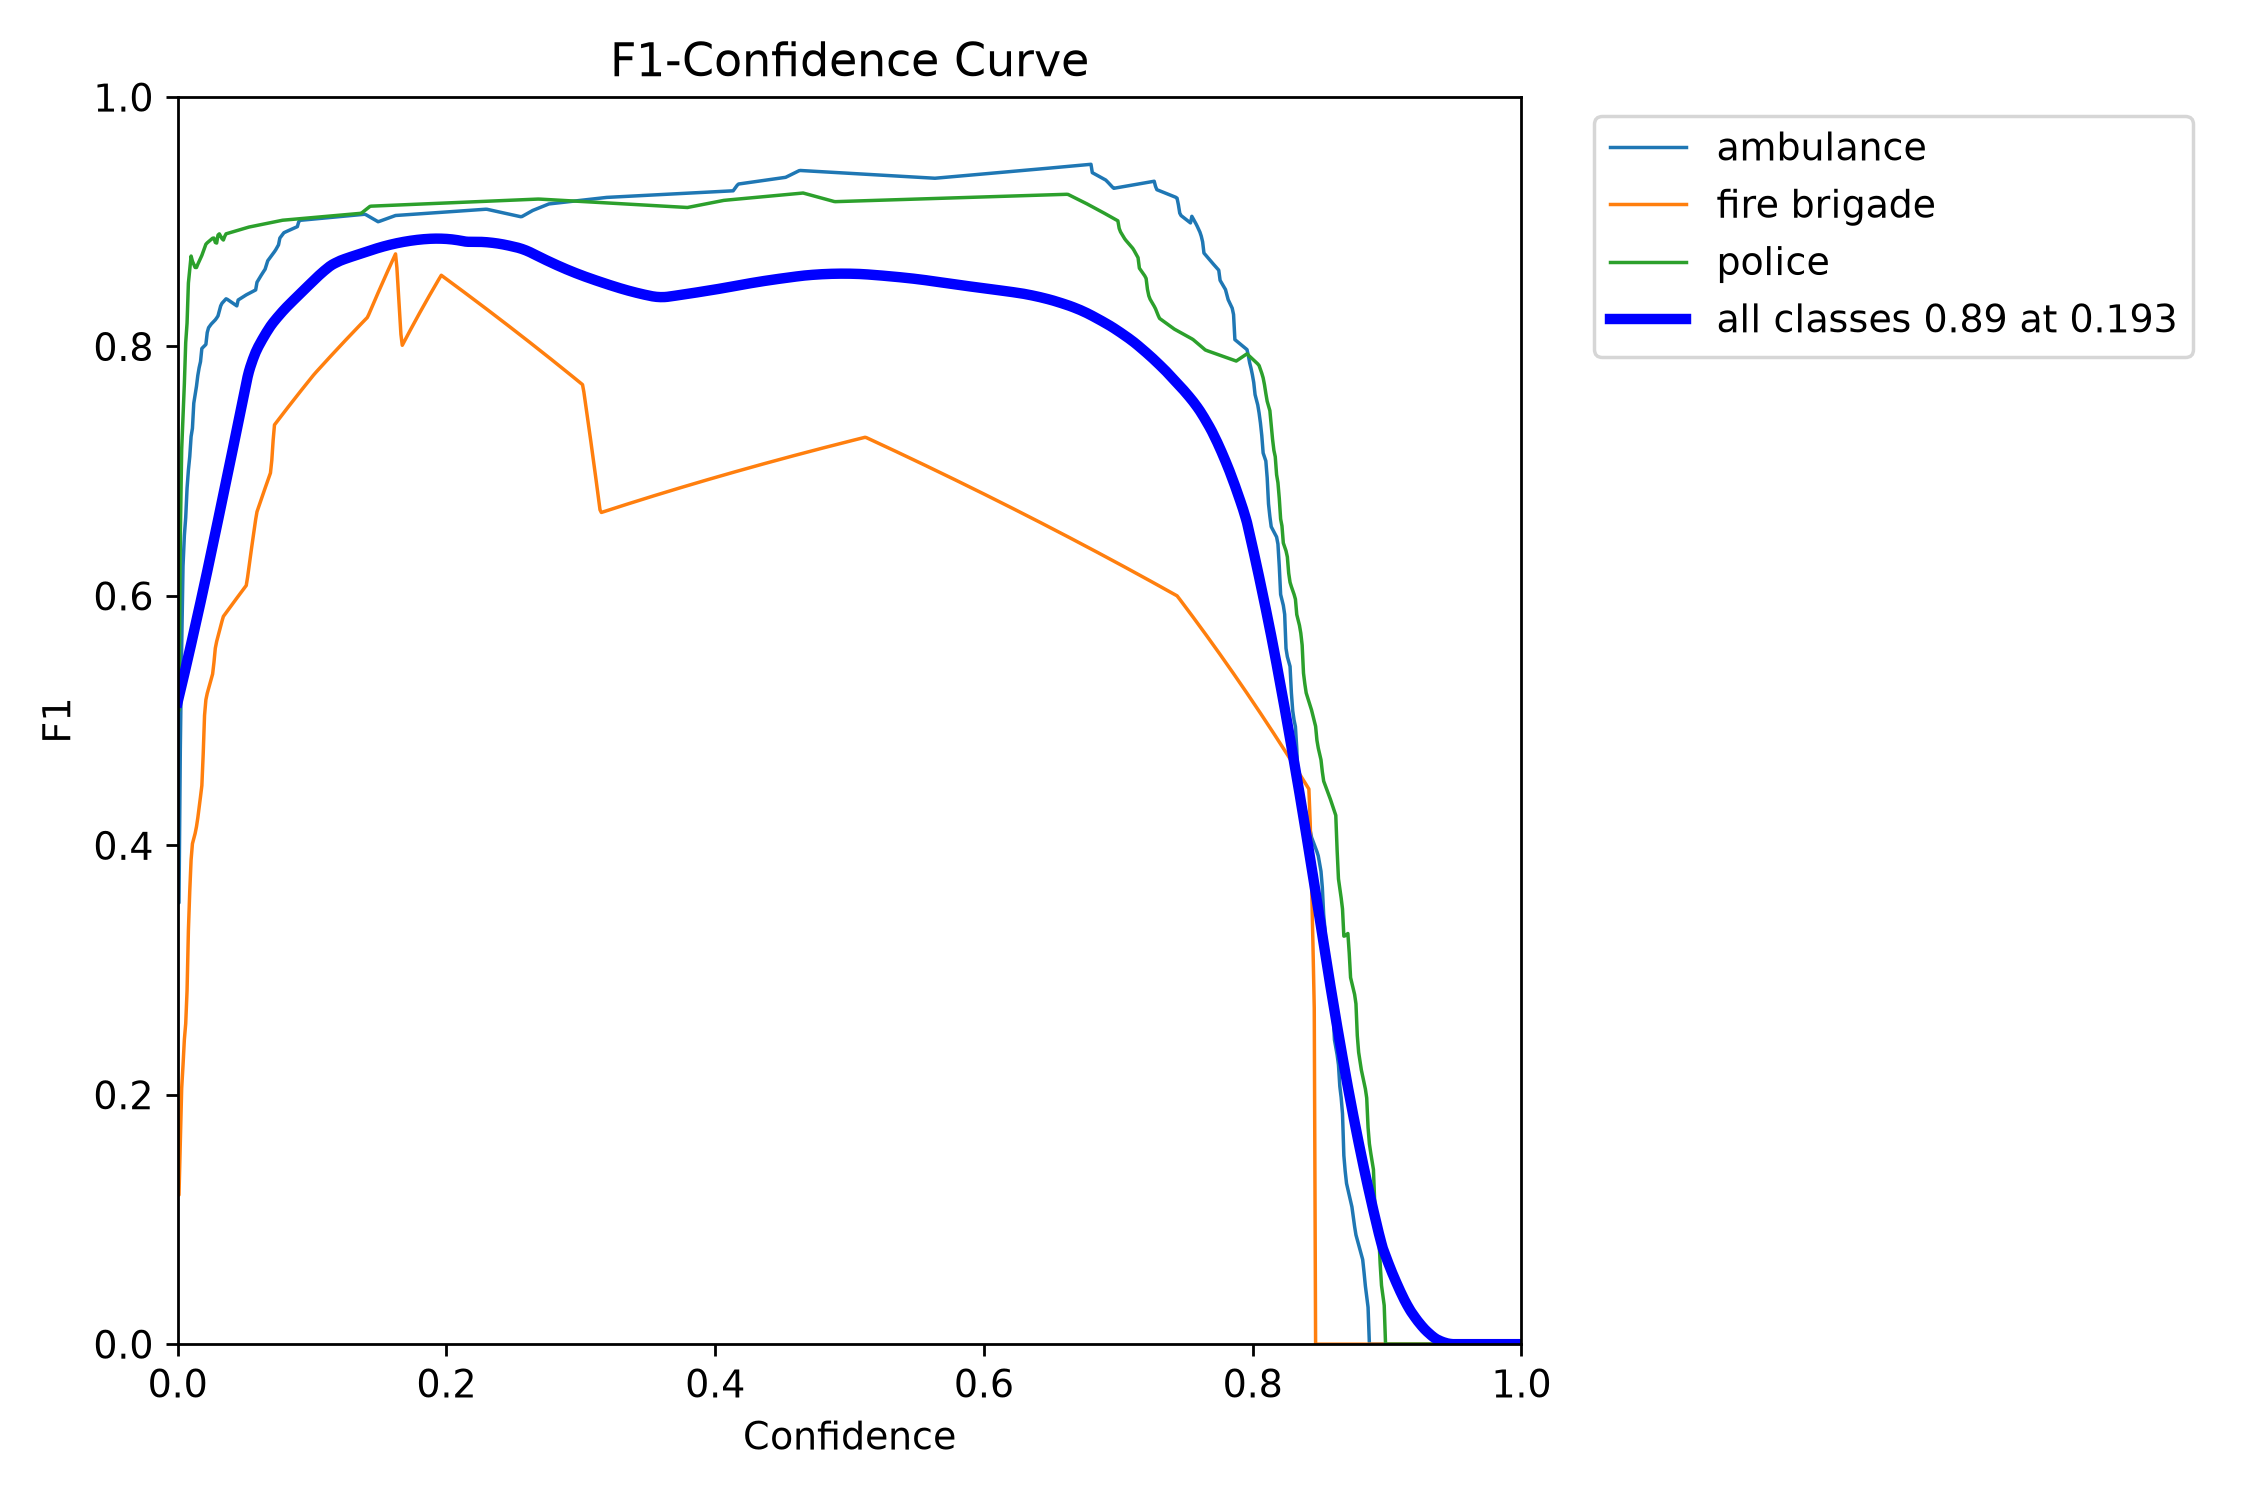 F1-Confidence Curve
1.0
0.8
0.6
0.4
0.2
0.0
F1
0.0 0.2 0.4 0.6 0.8 1.0
Confidence
ambulance
fire brigade
police
all classes 0.89 at 0.193